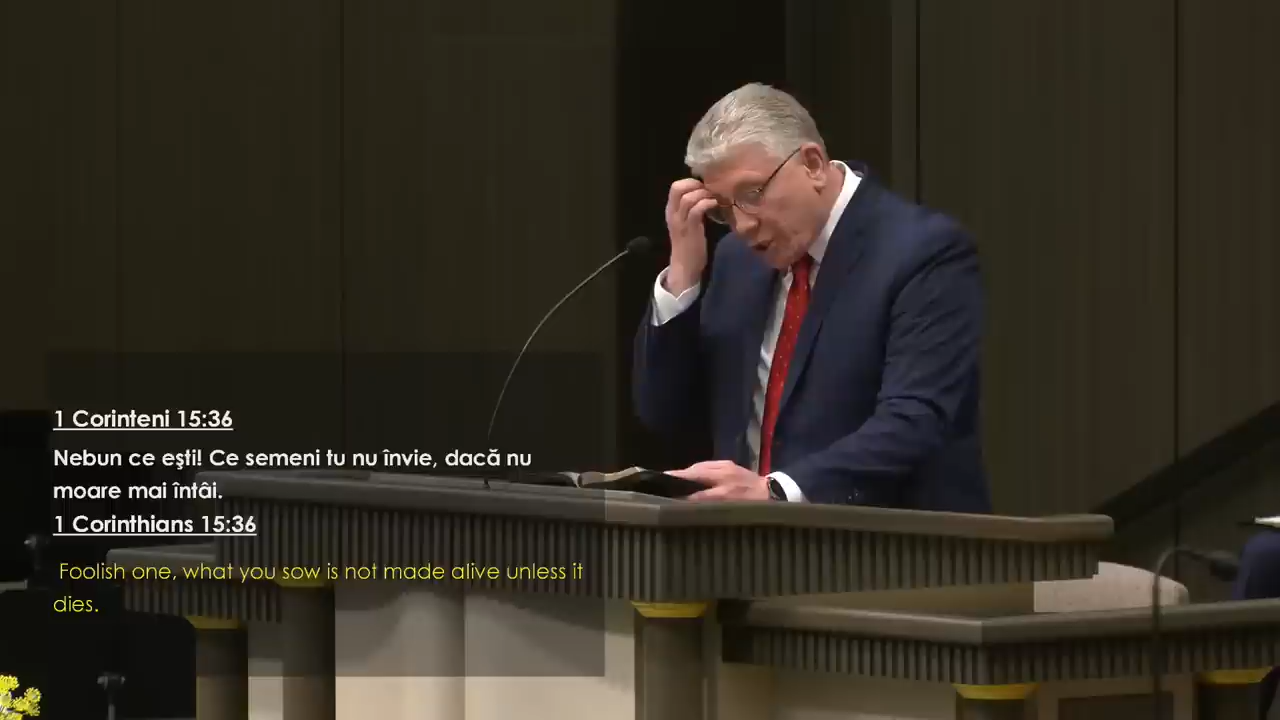 1 Corinteni 15:36
Nebun ce eşti! Ce semeni tu nu învie, dacă nu
moare mai întâi.
1 Corinthians 15:36
Foolish one, what you sow is not made alive unless it
dies.